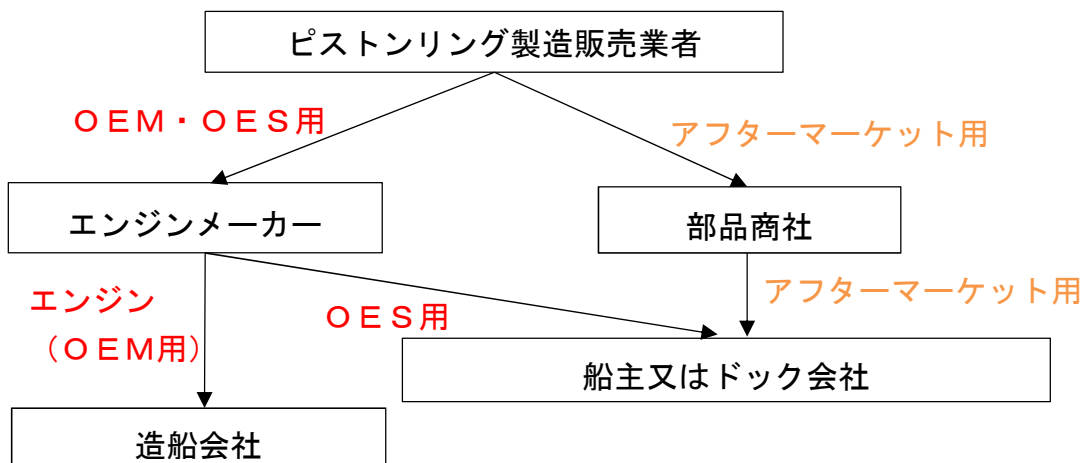 ピストンリング製造販売業者
ＯＥＭ・ＯＥＳ用
アフターマーケット用
エンジンメーカー
部品商社
エンジン
（ＯＥＭ用）
ＯＥＳ用
アフターマーケット用
船主又はドック会社
造船会社